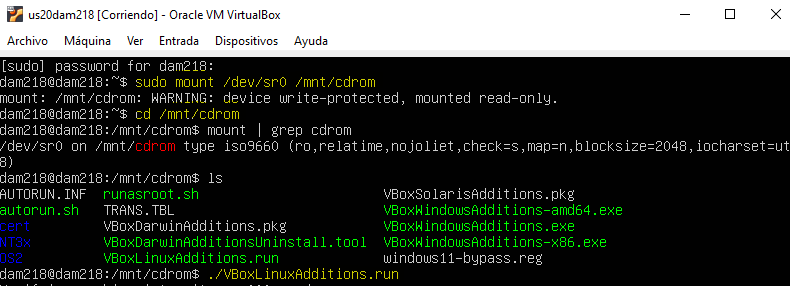 us20dam218 [Corriendo] - Oracle VM VirtualBox
Archivo Máquina Ver Entrada Dispositivos Ayuda
[sudo] password for dam218:
dam218@dam218:~$ sudo mount /dev/sr0 /mnt/cdrom
mount: /mnt/cdrom: WARNING: device write-protected, mounted read-only.
dam218@dam218:~$ cd /mnt/cdrom
dam218@dam218:/mnt/cdrom$ mount | grep cdrom
/dev/sr0 on /mnt/cdrom type iso9660 (ro,relatime,nojoliet,check=s,map=n,blocksize=2048,iocharset=ut
8)
dam218@dam218:/mnt/cdrom$ ls
AUTORUN.INF runasroot.sh VBoxSolarisAdditions.pkg
autorun.sh TRANS.TBL VBoxWindowsAdditions-amd64.exe
cert VBoxDarwinAdditions.pkg VBoxWindowsAdditions.exe
NT3x VBoxDarwinAdditionsUninstall.tool VBoxWindowsAdditions-x86.exe
OS2 VBoxLinuxAdditions.run windows11-bypass.reg
dam218@dam218:/mnt/cdrom$ ./VBoxLinuxAdditions.run